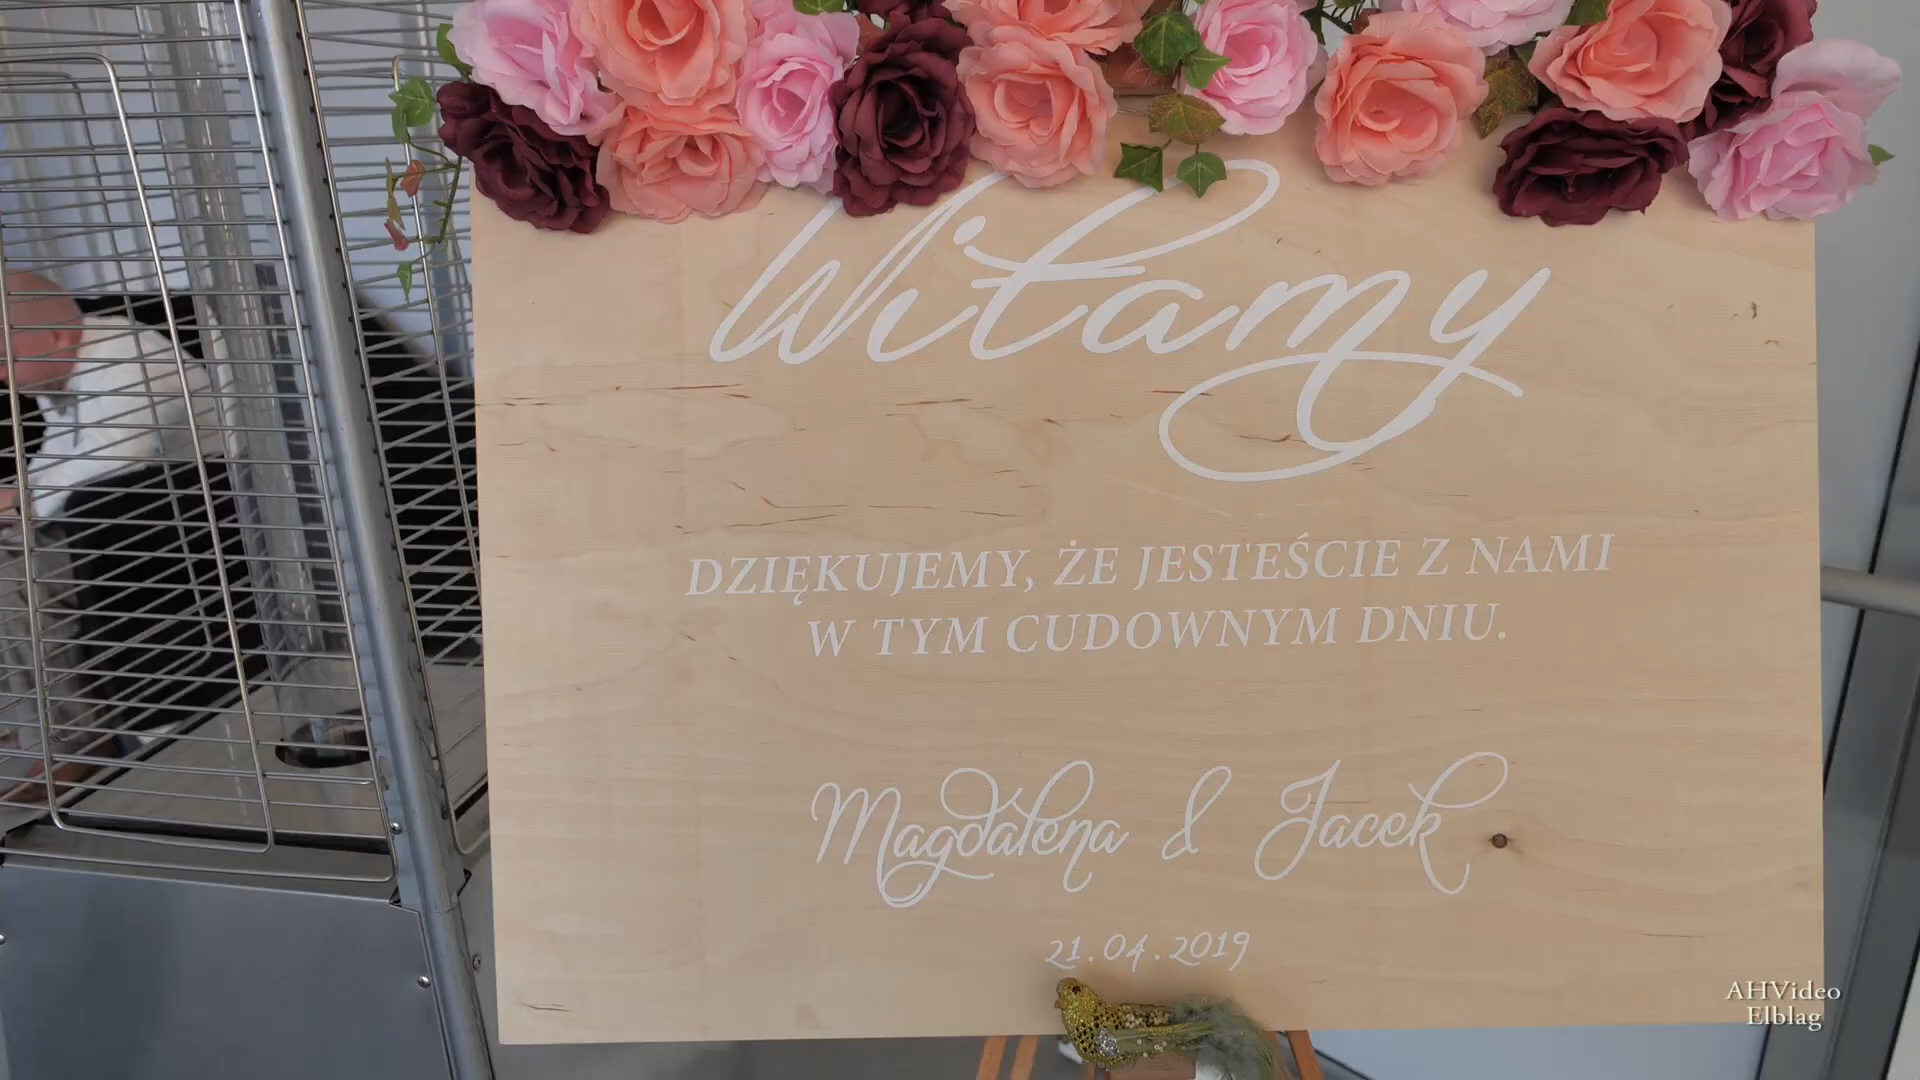 Witamy
DZIĘKUJEMY, ŻE JESTEŚCIE Z NAMI
W TYM CUDOWNYM DNIU.
Magdalena & Jacek
21.04.2019
AHVideo
Elblag